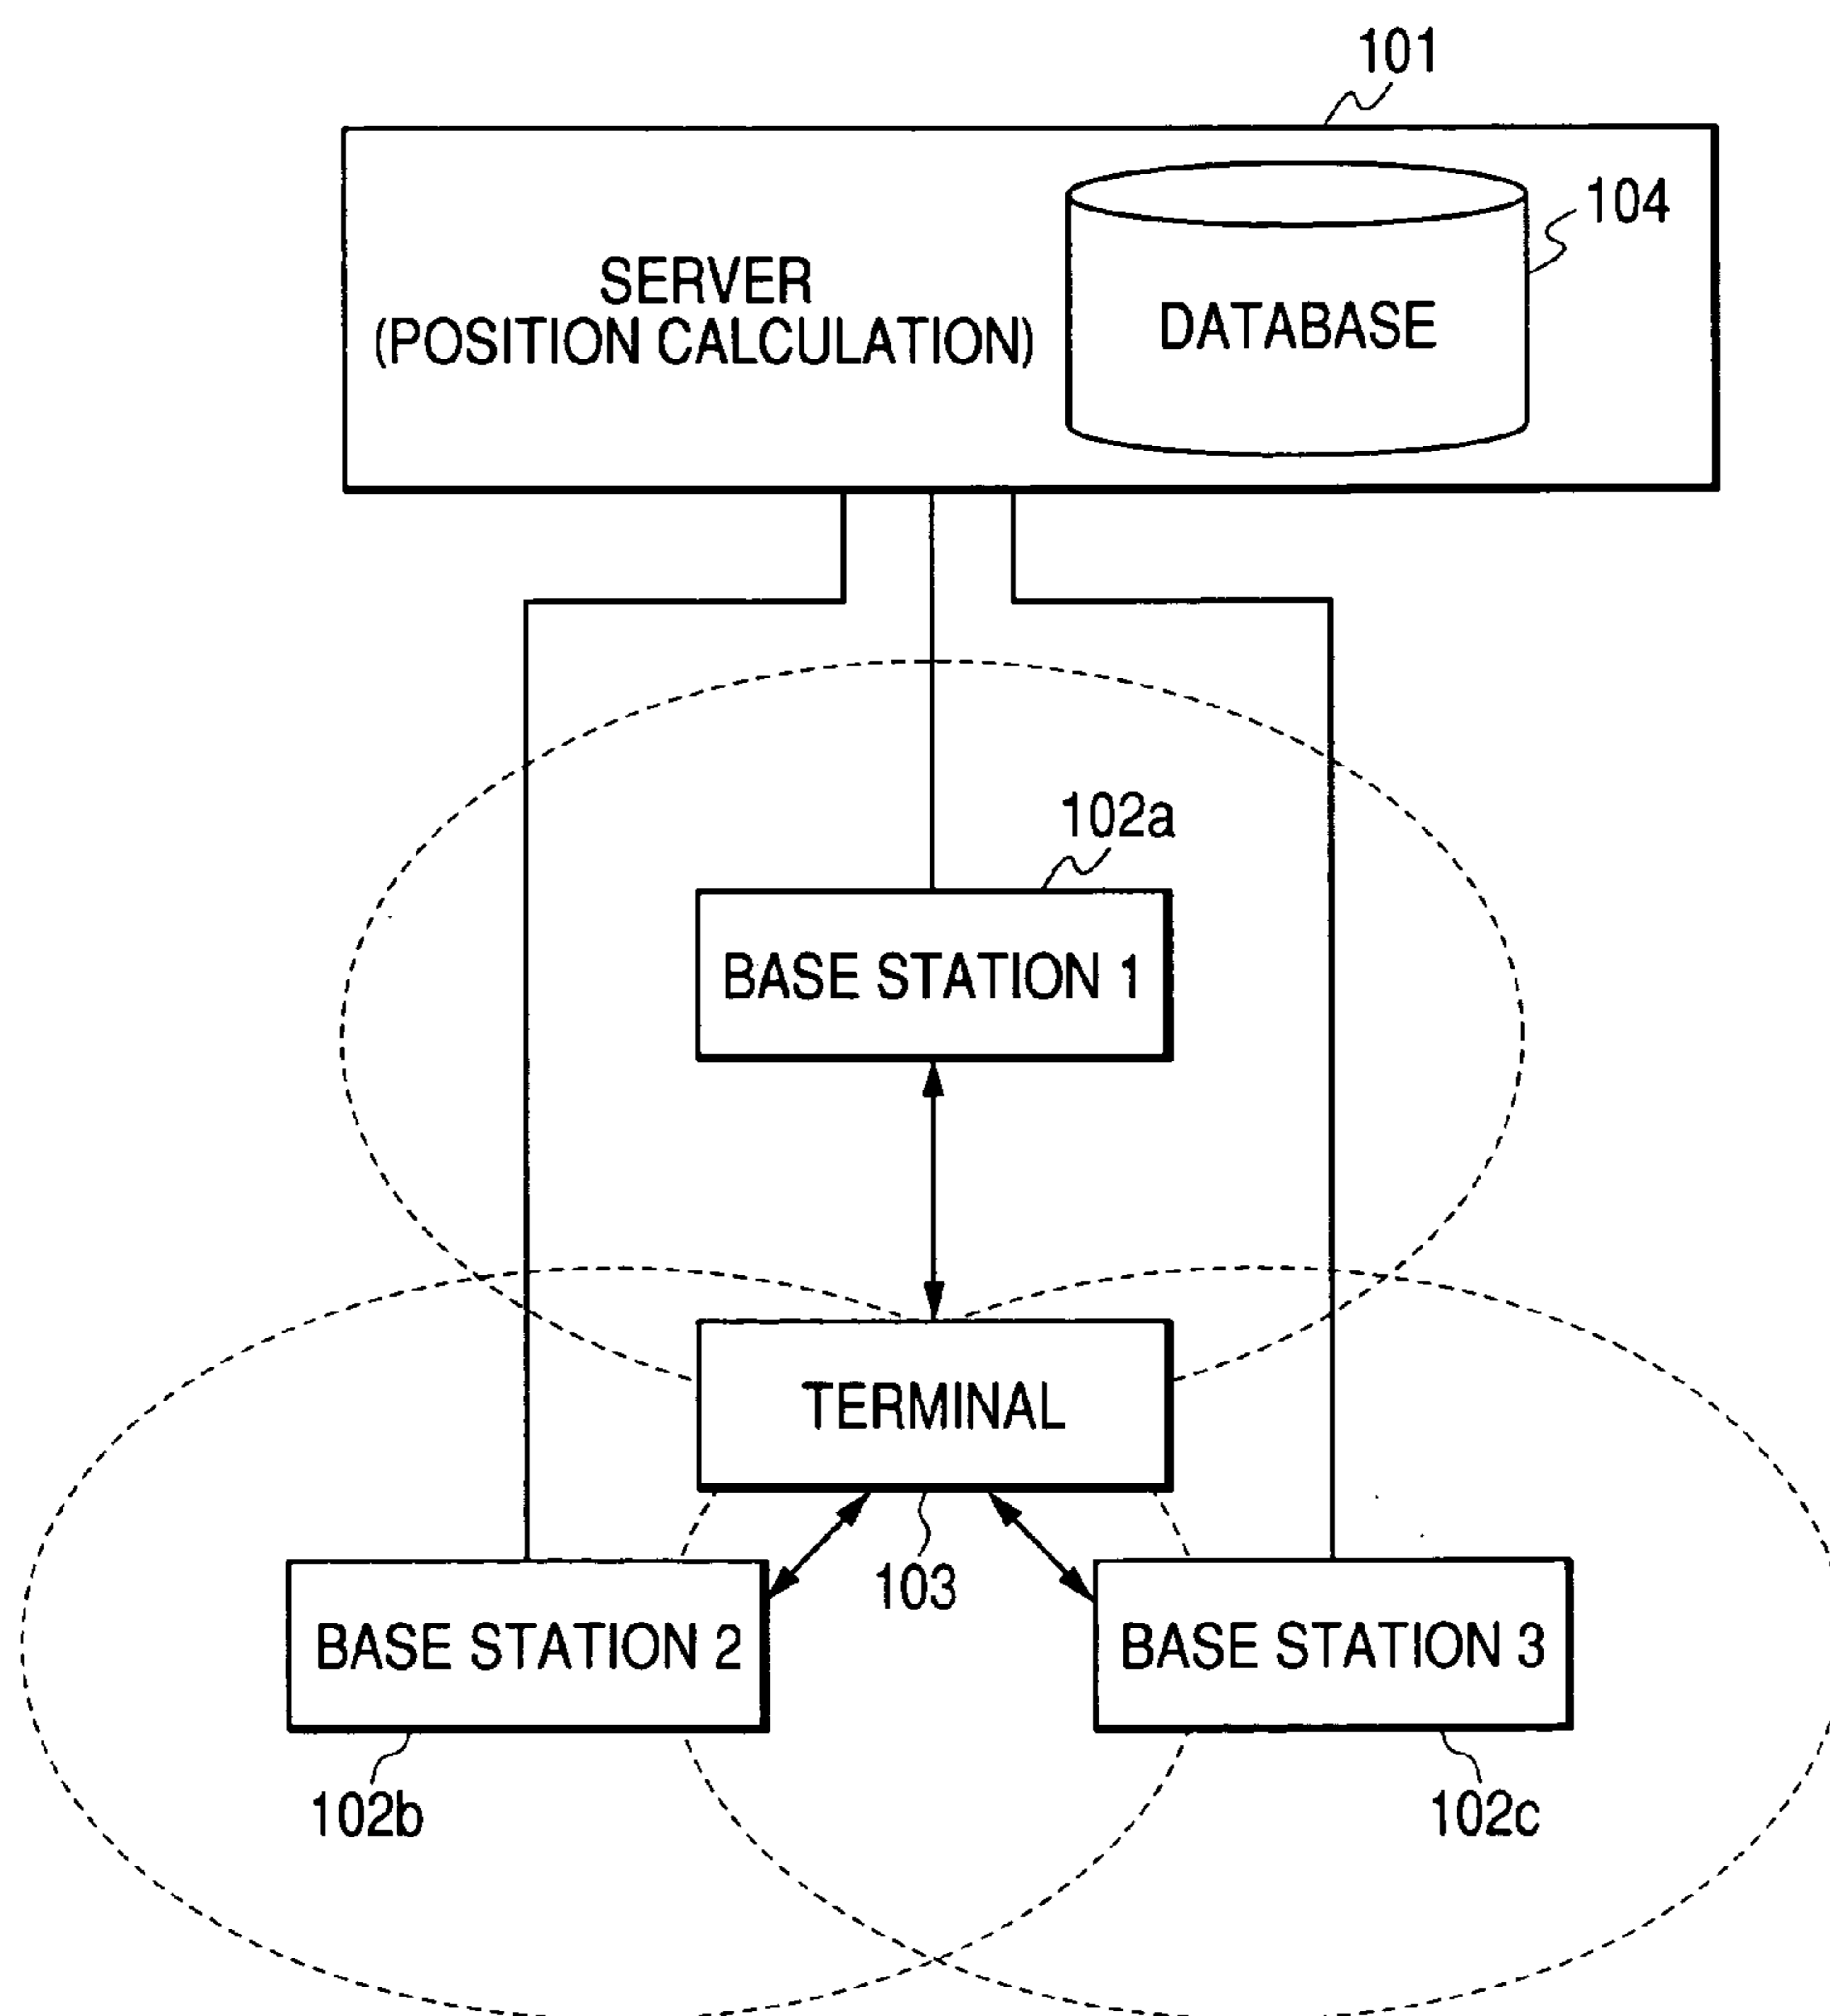 101
104
SERVER
(POSITION CALCULATION)
DATABASE
102a
BASE STATION 1
TERMINAL
103
BASE STATION 2
BASE STATION 3
102b
102c